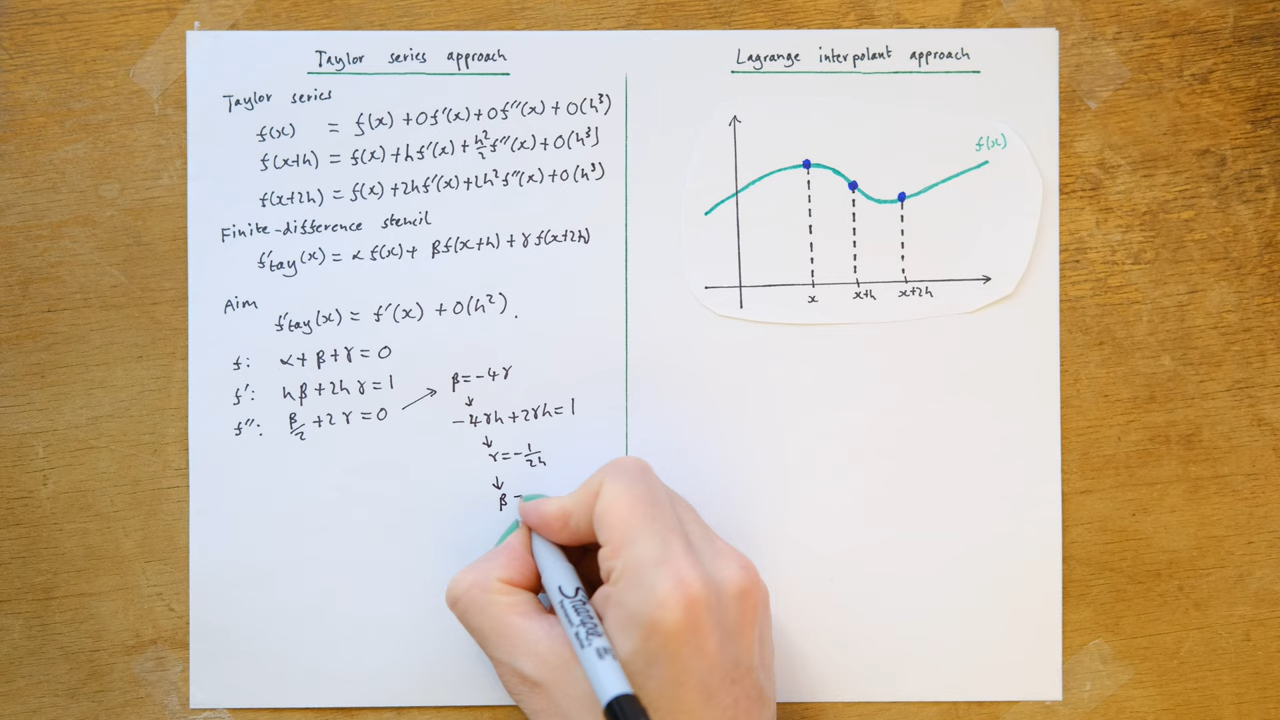 Taylor series approach
Taylor series
f(x) = f(x) + 0f'(x) + 0f''(x) + O(h³)
f(x+h) = f(x) + hf'(x) + h²/2 f''(x) + O(h³)
f(x+2h) = f(x) + 2hf'(x) + 2h² f''(x) + O(h³)
Finite-difference stencil
f'tay(x) = α f(x) + β f(x+h) + γ f(x+2h)
Aim
f'tay(x) = f'(x) + O(h²).
f: α + β + γ = 0
f': hβ + 2hγ = 1
f'': β/2 + 2γ = 0
β = -4γ
-4γh + 2γh = 1
γ = -1/2h
β
Lagrange interpolant approach
f(x)
x x+h x+2h
Sharpie